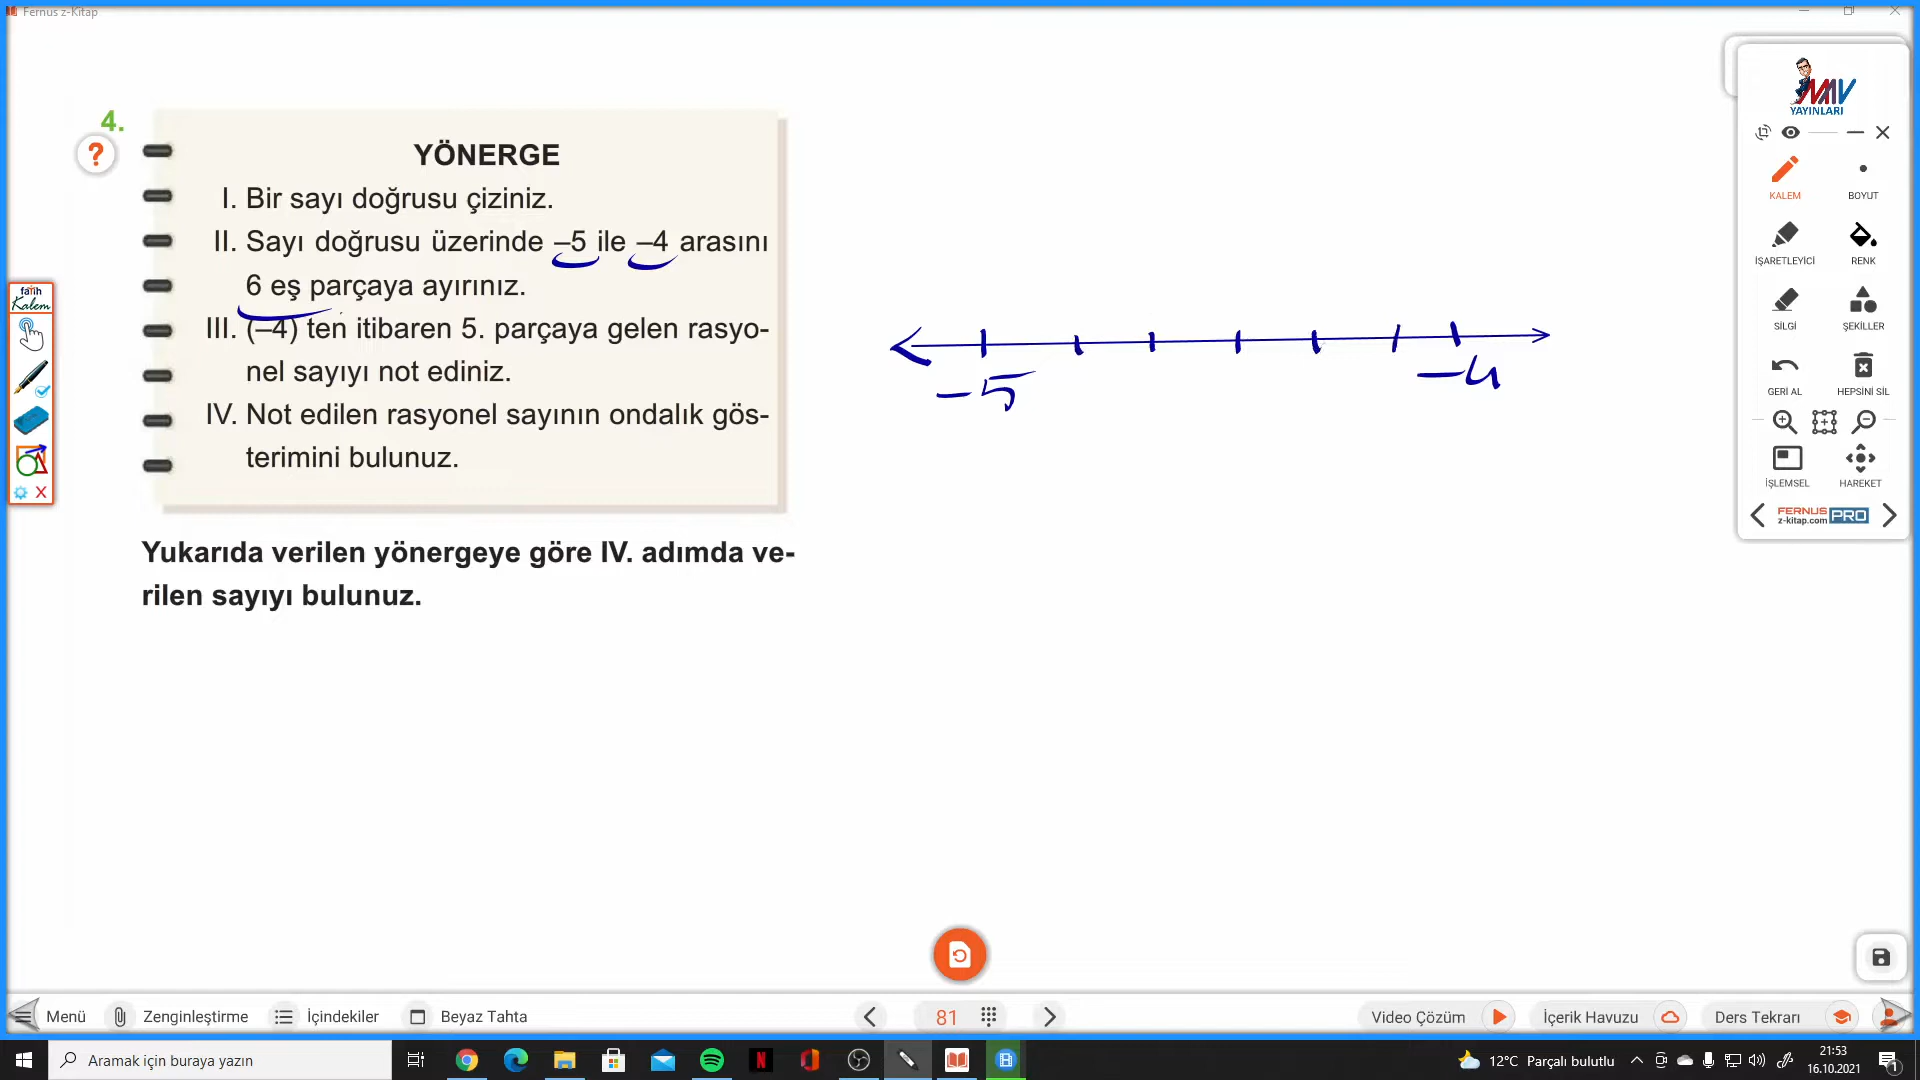 Fernus z-Kitap
4.
?
YÖNERGE
I. Bir sayı doğrusu çiziniz.
II. Sayı doğrusu üzerinde –5 ile –4 arasını
6 eş parçaya ayırınız.
III. (–4) ten itibaren 5. parçaya gelen rasyo-
nel sayıyı not ediniz.
IV. Not edilen rasyonel sayının ondalık gös-
terimini bulunuz.
Yukarıda verilen yönergeye göre IV. adımda ve-
rilen sayıyı bulunuz.
-5
-4
fatih
Kalem
MAV
YAYINLARI
KALEM
BOYUT
İŞARETLEYİCİ
RENK
SİLGİ
ŞEKİLLER
GERİ AL
HEPSİNİ SİL
İŞLEMSEL
HAREKET
FERNUS
z-kitap.com PRO
Menü
Zenginleştirme
İçindekiler
Beyaz Tahta
81
Video Çözüm
İçerik Havuzu
Ders Tekrarı
Aramak için buraya yazın
12°C Parçalı bulutlu
21:53
16.10.2021
1